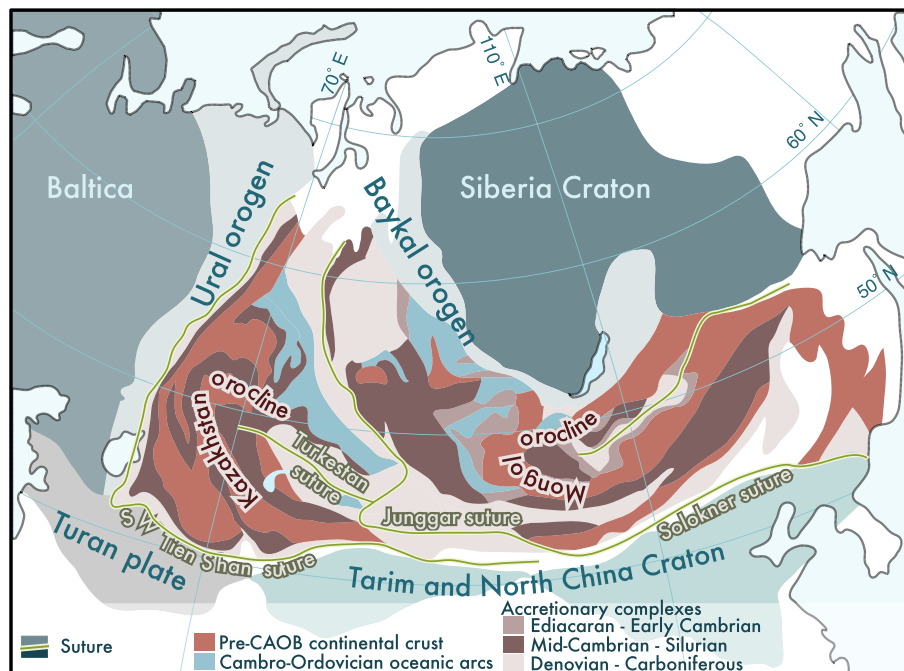 70° E
110° E
60° N
50° N
Baltica
Siberia Craton
Ural orogen
Baykal orogen
Kazakhstan
orocline
Mongol
orocline
Turkestan
suture
Junggar suture
Solokner suture
S W Tien Sihan suture
Turan plate
Tarim and North China Craton
Suture
Pre-CAOB continental crust
Cambro-Ordovician oceanic arcs
Accretionary complexes
Ediacaran - Early Cambrian
Mid-Cambrian - Silurian
Denovian - Carboniferous